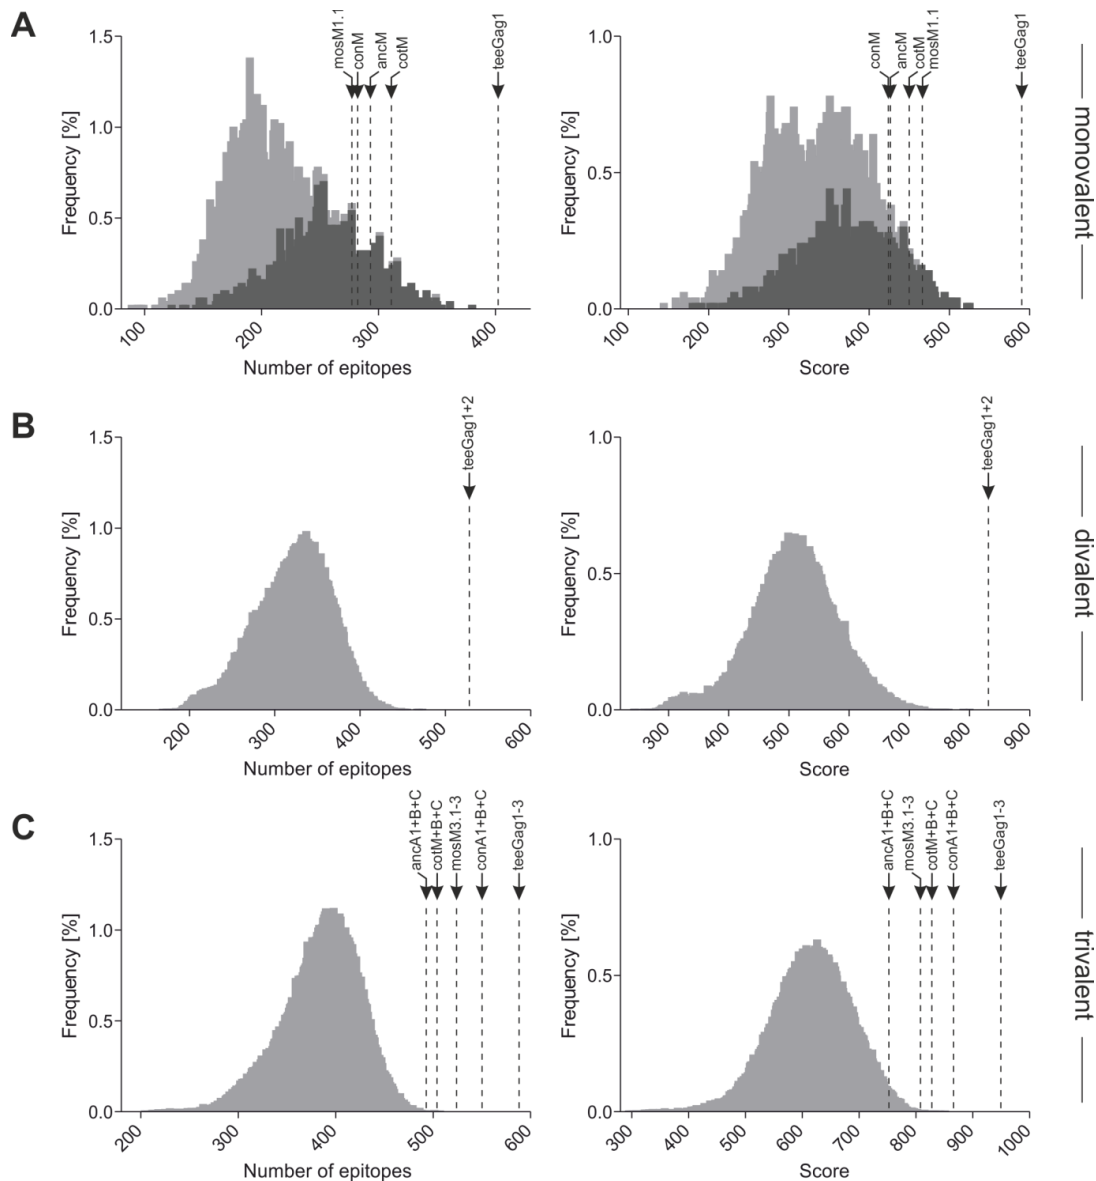 A
mosM1.1
conM
ancM
cotM
teeGag1
1.5
1.0
0.5
0.0
Frequency [%]
100
200
300
400
Number of epitopes
conM
ancM
cotM
mosM1.1
teeGag1
1.0
0.5
0.0
Frequency [%]
100
200
300
400
500
600
Score
monovalent
B
teeGag1+2
1.5
1.0
0.5
0.0
Frequency [%]
200
300
400
500
600
Number of epitopes
teeGag1+2
1.0
0.5
0.0
Frequency [%]
300
400
500
600
700
800
900
Score
divalent
C
ancA1+B+C
cotM+B+C
mosM3.1-3
conA1+B+C
teeGag1-3
1.5
1.0
0.5
0.0
Frequency [%]
200
300
400
500
600
Number of epitopes
ancA1+B+C
mosM3.1-3
cotM+B+C
conA1+B+C
teeGag1-3
1.0
0.5
0.0
Frequency [%]
300
400
500
600
700
800
900
1000
Score
trivalent